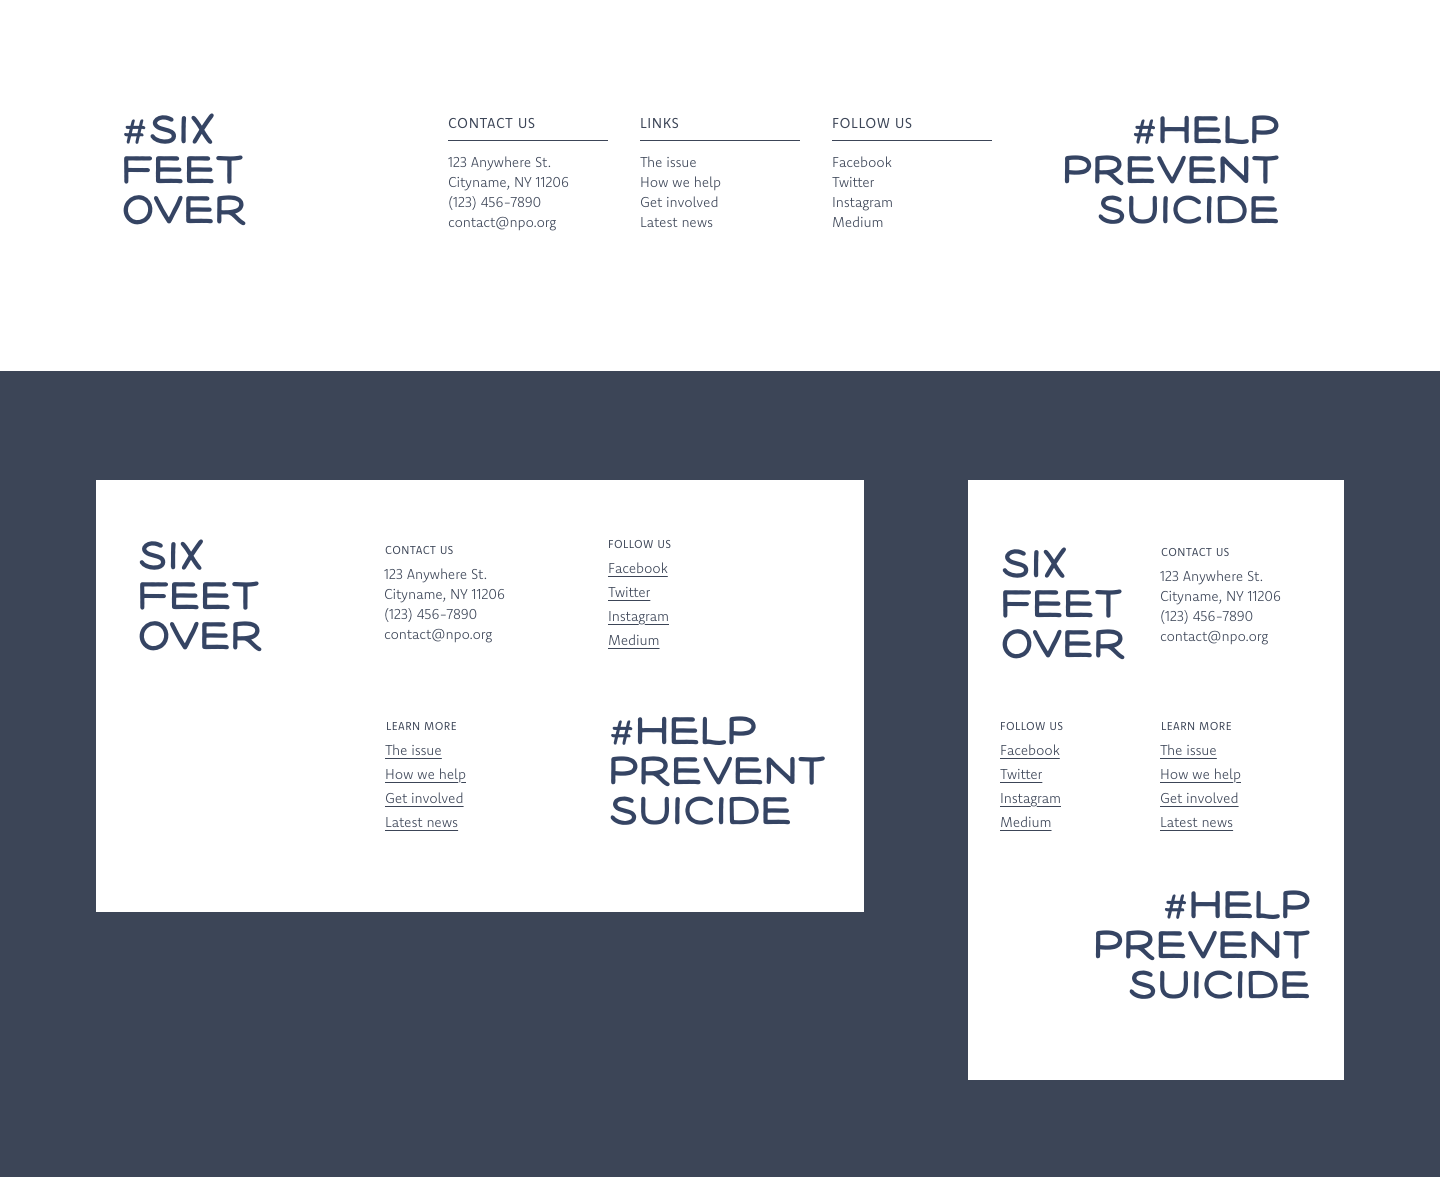 #SIX
FEET
OVER
CONTACT US
123 Anywhere St.
Cityname, NY 11206
(123) 456-7890
contact@npo.org
LINKS
The issue
How we help
Get involved
Latest news
FOLLOW US
Facebook
Twitter
Instagram
Medium
#HELP
PREVENT
SUICIDE
SIX
FEET
OVER
CONTACT US
123 Anywhere St.
Cityname, NY 11206
(123) 456-7890
contact@npo.org
FOLLOW US
Facebook
Twitter
Instagram
Medium
LEARN MORE
The issue
How we help
Get involved
Latest news
#HELP
PREVENT
SUICIDE
SIX
FEET
OVER
CONTACT US
123 Anywhere St.
Cityname, NY 11206
(123) 456-7890
contact@npo.org
FOLLOW US
Facebook
Twitter
Instagram
Medium
LEARN MORE
The issue
How we help
Get involved
Latest news
#HELP
PREVENT
SUICIDE